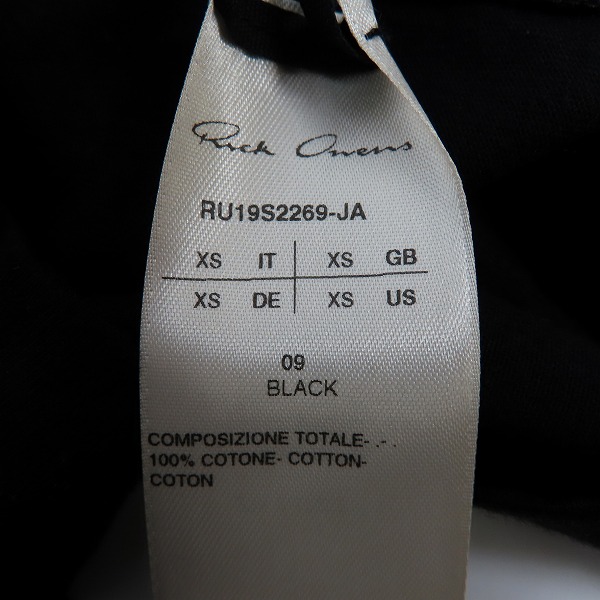 Rick Owens
RU19S2269-JA
XS IT XS GB
XS DE XS US
09
BLACK
COMPOSIZIONE TOTALE- .- .
100% COTONE- COTTON-
COTON